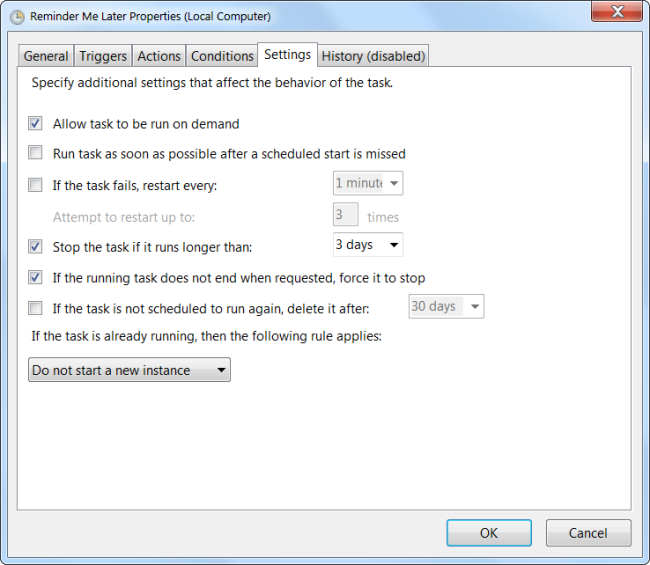 Reminder Me Later Properties (Local Computer)
General Triggers Actions Conditions Settings History (disabled)
Specify additional settings that affect the behavior of the task.
Allow task to be run on demand
Run task as soon as possible after a scheduled start is missed
If the task fails, restart every: 1 minute
Attempt to restart up to: 3 times
Stop the task if it runs longer than: 3 days
If the running task does not end when requested, force it to stop
If the task is not scheduled to run again, delete it after: 30 days
If the task is already running, then the following rule applies:
Do not start a new instance
OK Cancel